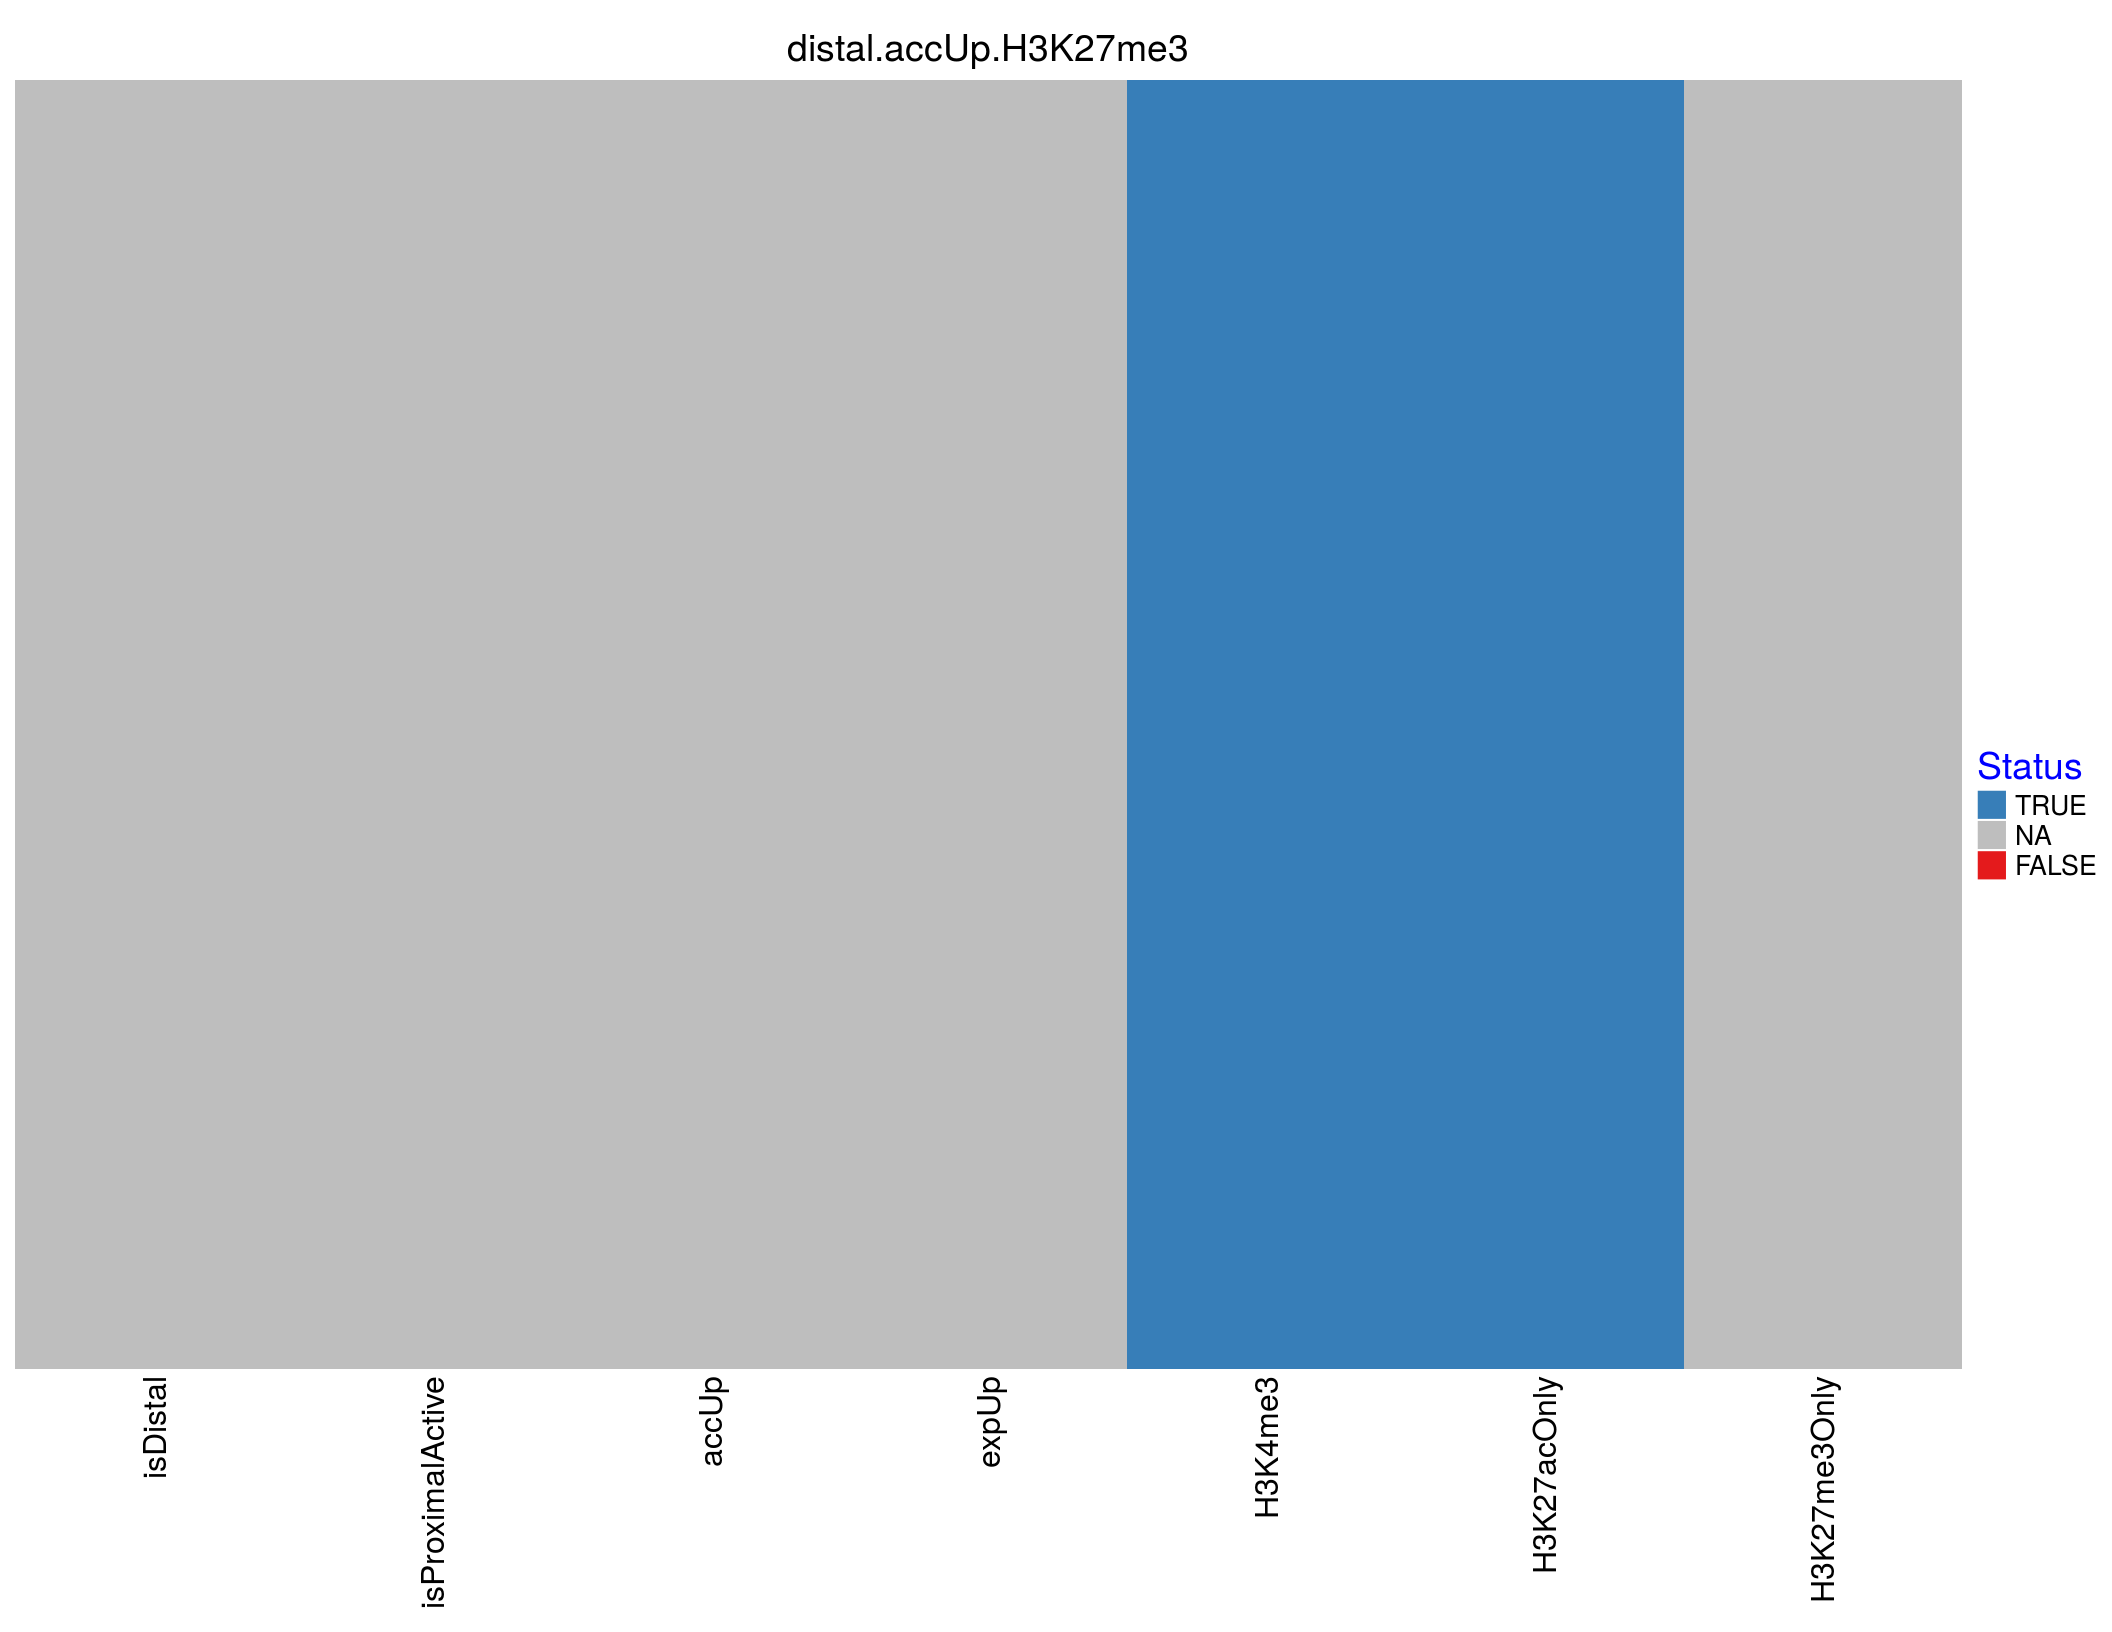 distal.accUp.H3K27me3
Status
TRUE
NA
FALSE
isDistal
isProximalActive
accUp
expUp
H3K4me3
H3K27acOnly
H3K27me3Only